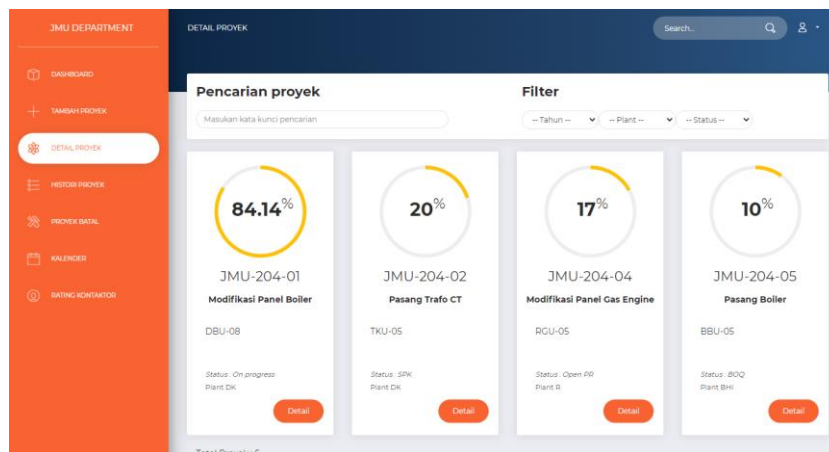 JMU DEPARTMENT
DASHBOARD
TAMBAH PROYEK
DETAIL PROYEK
HISTORI PROYEK
PROYEK BATAL
KALENDER
RATING KONTAKTOR
DETAIL PROYEK
Search..
Pencarian proyek
Masukan kata kunci pencarian
Filter
-- Tahun -- -- Plant -- -- Status --
84.14%
JMU-204-01
Modifikasi Panel Boiler
DBU-08
Status : On progress
Plant DK
Detail
20%
JMU-204-02
Pasang Trafo CT
TKU-05
Status : SPK
Plant DK
Detail
17%
JMU-204-04
Modifikasi Panel Gas Engine
RGU-05
Status : Open PR
Plant R
Detail
10%
JMU-204-05
Pasang Boiler
BBU-05
Status : BOQ
Plant BHI
Detail